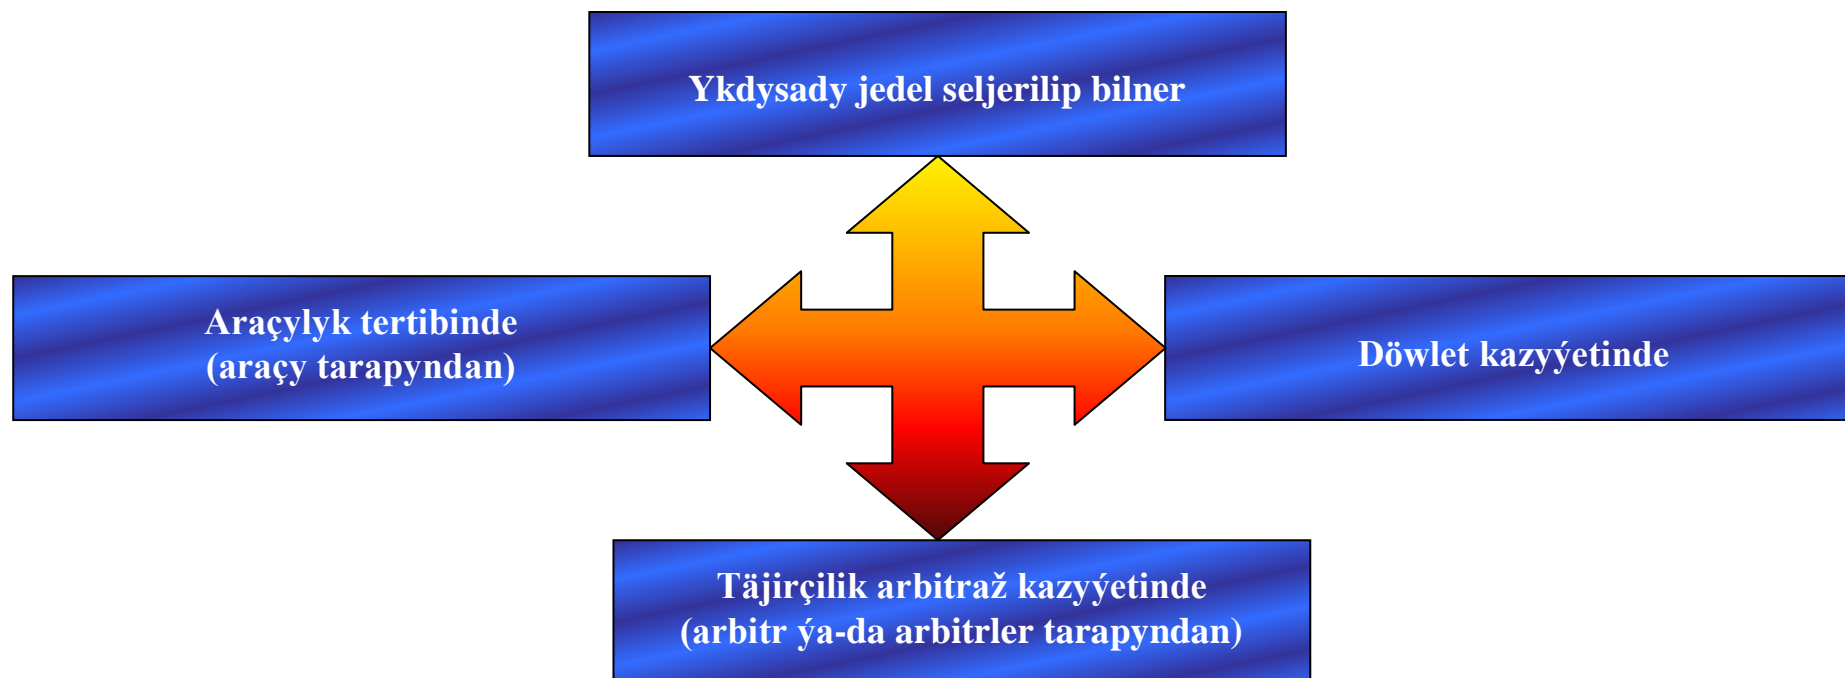 Ykdysady jedel seljerilip bilner
Araçylyk tertibinde
(araçy tarapyndan)
Döwlet kazyýetinde
Täjirçilik arbitraž kazyýetinde
(arbitr ýa-da arbitrler tarapyndan)